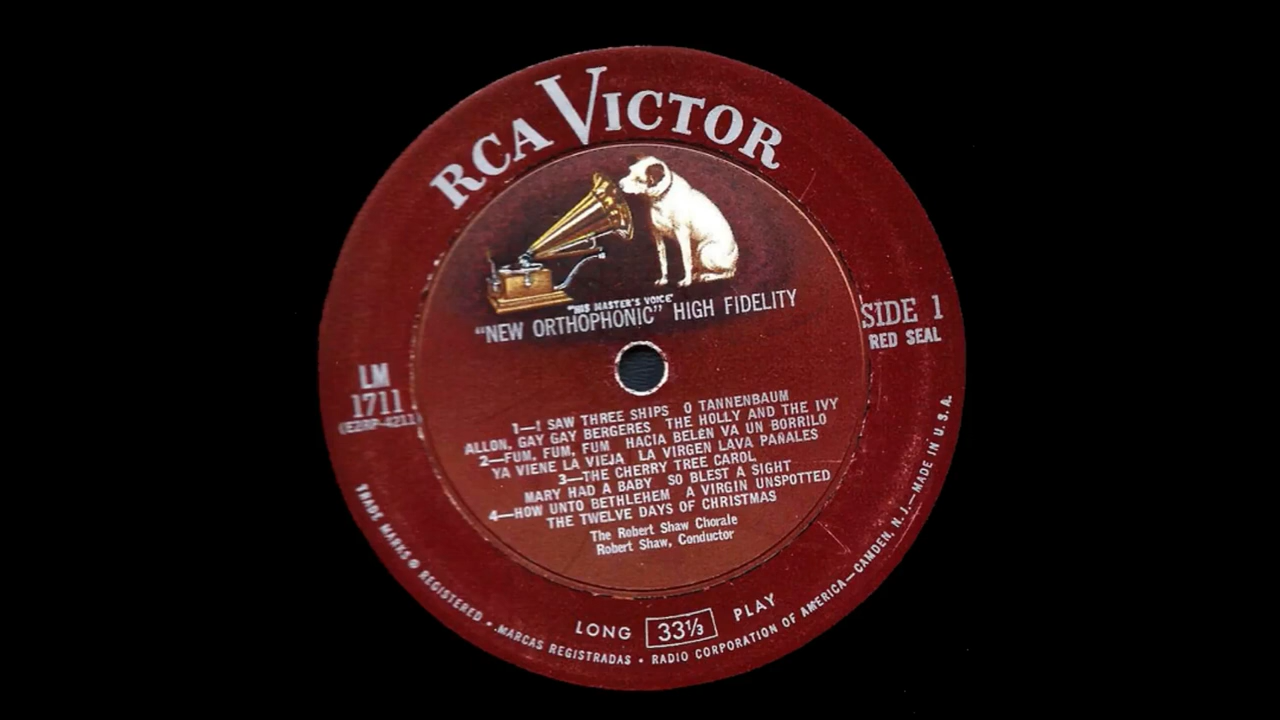 RCA VICTOR
"HIS MASTER'S VOICE"
"NEW ORTHOPHONIC" HIGH FIDELITY
SIDE 1
RED SEAL
LM
1711
(E2RP-4211)
1—I SAW THREE SHIPS O TANNENBAUM
ALLON, GAY GAY BERGERES THE HOLLY AND THE IVY
2—FUM, FUM, FUM HACIA BELÉN VA UN BORRILO
YA VIENE LA VIEJA LA VIRGEN LAVA PAÑALES
3—THE CHERRY TREE CAROL
MARY HAD A BABY SO BLEST A SIGHT
4—HOW UNTO BETHLEHEM A VIRGIN UNSPOTTED
THE TWELVE DAYS OF CHRISTMAS
The Robert Shaw Chorale
Robert Shaw, Conductor
LONG 33⅓ PLAY
TRADE MARKS ® REGISTERED • MARCAS REGISTRADAS • RADIO CORPORATION OF AMERICA—CAMDEN, N. J.—MADE IN U. S. A.